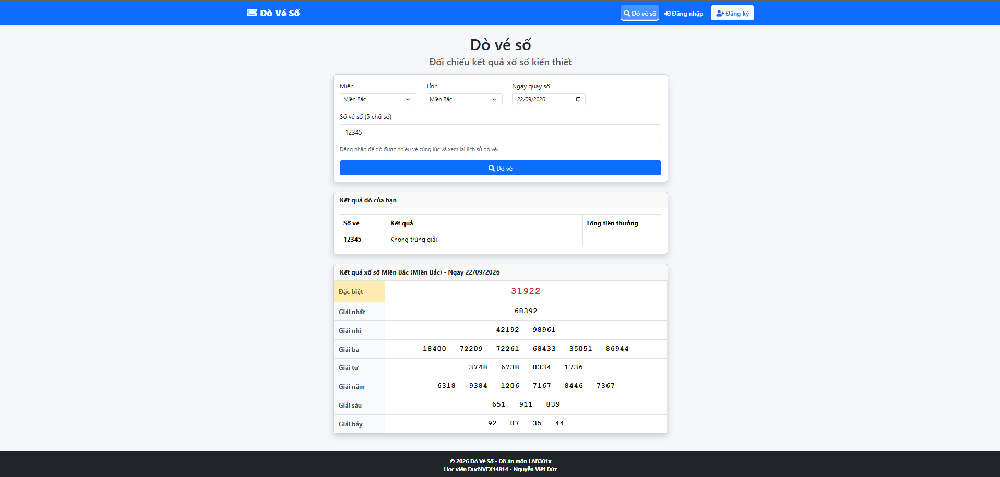 Dò Vé Số
Dò vé số
Đăng nhập
Đăng ký
Dò vé số
Đối chiếu kết quả xổ số kiến thiết
Miền Tỉnh Ngày quay số
Miền Bắc Miền Bắc 22/09/2026
Số vé số (5 chữ số)
12345
Đăng nhập để dò được nhiều vé cùng lúc và xem lại lịch sử dò vé.
Dò vé
Kết quả dò của bạn
Số vé Kết quả Tổng tiền thưởng
12345 Không trúng giải -
Kết quả xổ số Miền Bắc (Miền Bắc) - Ngày 22/09/2026
Đặc biệt 31922
Giải nhất 68392
Giải nhì 42192 98961
Giải ba 18400 72209 72261 68433 35051 86944
Giải tư 3748 6738 0334 1736
Giải năm 6318 9384 1206 7167 8446 7367
Giải sáu 651 911 839
Giải bảy 92 07 35 44
© 2026 Dò Vé Số - Đồ án môn LAB301x
Học viên DucNVFX14814 - Nguyễn Việt Đức